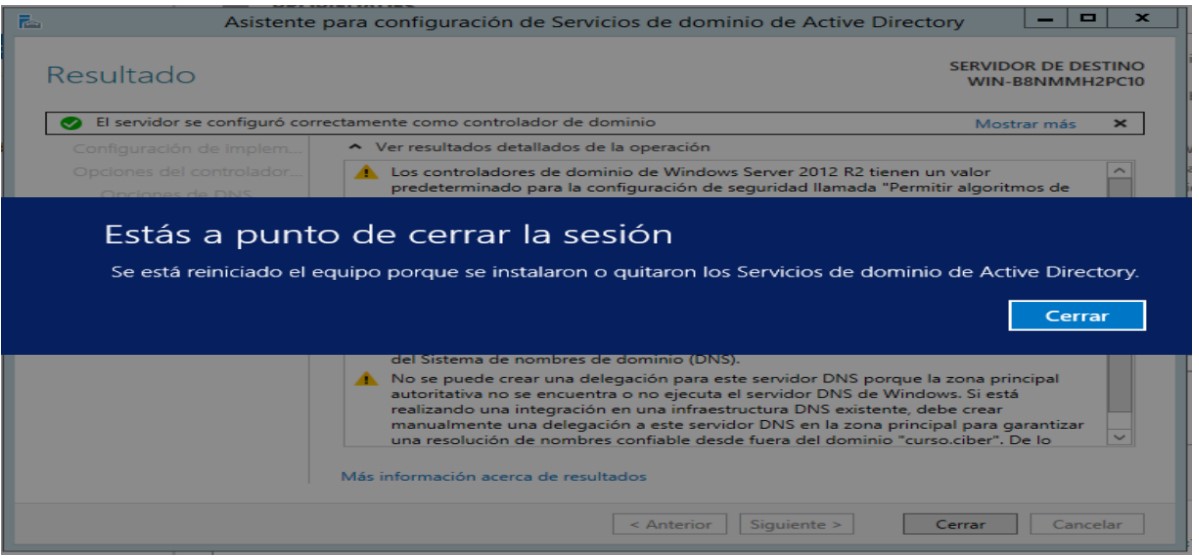 Asistente para configuración de Servicios de dominio de Active Directory
Resultado
SERVIDOR DE DESTINO
WIN-B8NMMH2PC10
El servidor se configuró correctamente como controlador de dominio
Mostrar más
Configuración de implem...
Ver resultados detallados de la operación
Opciones del controlador...
Los controladores de dominio de Windows Server 2012 R2 tienen un valor
predeterminado para la configuración de seguridad llamada "Permitir algoritmos de
Opciones de DNS
Estás a punto de cerrar la sesión
Se está reiniciado el equipo porque se instalaron o quitaron los Servicios de dominio de Active Directory.
Cerrar
del Sistema de nombres de dominio (DNS).
No se puede crear una delegación para este servidor DNS porque la zona principal
autoritativa no se encuentra o no ejecuta el servidor DNS de Windows. Si está
realizando una integración en una infraestructura DNS existente, debe crear
manualmente una delegación a este servidor DNS en la zona principal para garantizar
una resolución de nombres confiable desde fuera del dominio "curso.ciber". De lo
Más información acerca de resultados
< Anterior
Siguiente >
Cerrar
Cancelar